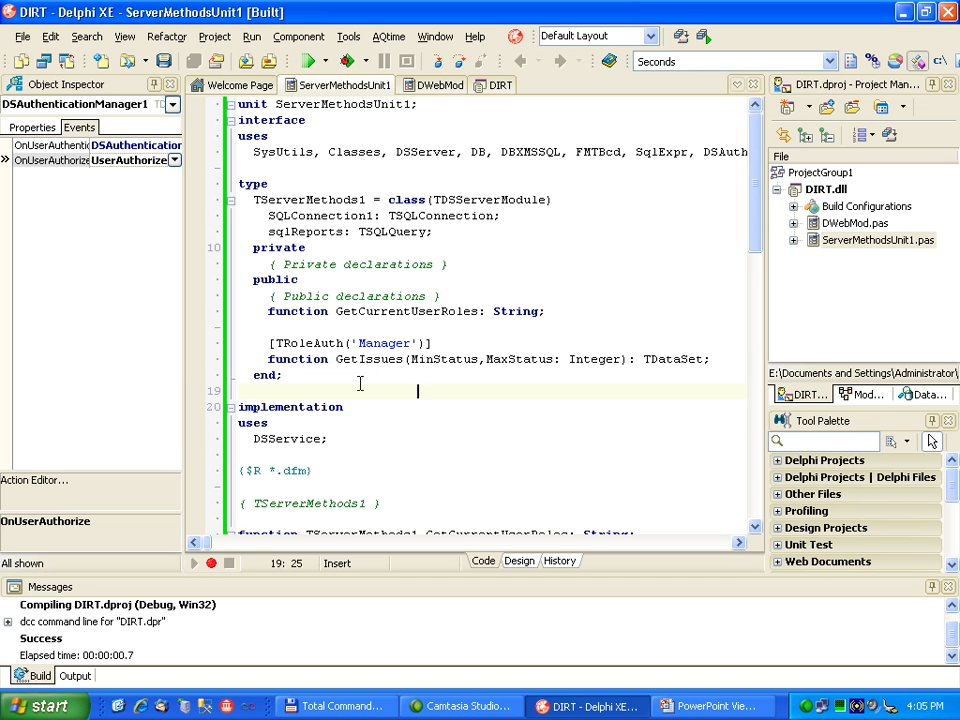 DIRT - Delphi XE - ServerMethodsUnit1 [Built]
File Edit Search View Refactor Project Run Component Tools AQtime Window Help
Default Layout
Seconds
Object Inspector
DSAuthenticationManager1
Properties Events
OnUserAuthenti DSAuthentication
OnUserAuthorize UserAuthorize
Action Editor...
OnUserAuthorize
All shown
Welcome Page ServerMethodsUnit1 DWebMod DIRT
unit ServerMethodsUnit1;
interface
uses
SysUtils, Classes, DSServer, DB, DBXMSSQL, FMTBcd, SqlExpr, DSAuth
type
TServerMethods1 = class(TDSServerModule)
SQLConnection1: TSQLConnection;
sqlReports: TSQLQuery;
10 private
{ Private declarations }
public
{ Public declarations }
function GetCurrentUserRoles: String;
[TRoleAuth('Manager')]
function GetIssues(MinStatus,MaxStatus: Integer): TDataSet;
end;
19
20 implementation
uses
DSService;
{$R *.dfm}
{ TServerMethods1 }
function TServerMethods1.GetCurrentUserRoles: String;
19: 25 Insert
Code Design History
DIRT.dproj - Project Man...
File
ProjectGroup1
DIRT.dll
Build Configurations
DWebMod.pas
ServerMethodsUnit1.pas
E:\Documents and Settings\Administrator\
DIRT... Mod... Data...
Tool Palette
Delphi Projects
Delphi Projects | Delphi Files
Other Files
Profiling
Design Projects
Unit Test
Web Documents
Messages
Compiling DIRT.dproj (Debug, Win32)
dcc command line for "DIRT.dpr"
Success
Elapsed time: 00:00:00.7
Build Output
start
Total Command...
Camtasia Studio...
DIRT - Delphi XE...
PowerPoint Vie...
4:05 PM